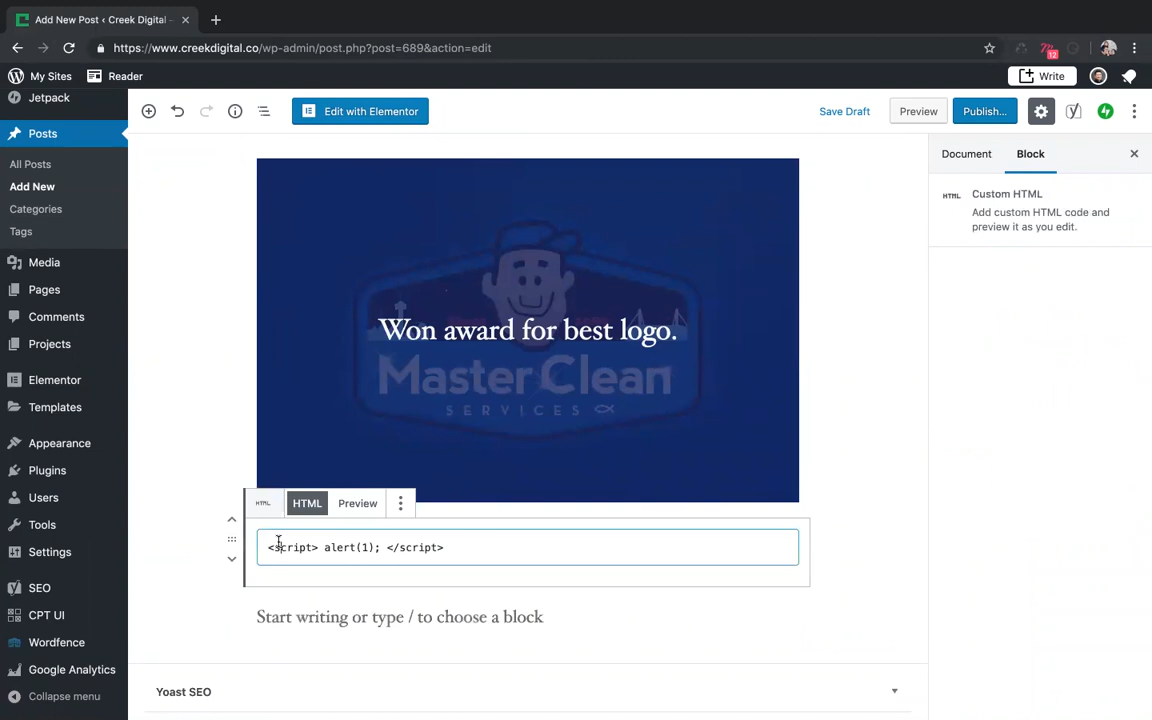 Add New Post ‹ Creek Digital –
https://www.creekdigital.co/wp-admin/post.php?post=689&action=edit
12
My Sites
Reader
Write
Jetpack
Posts
All Posts
Add New
Categories
Tags
Media
Pages
Comments
Projects
Elementor
Templates
Appearance
Plugins
Users
Tools
Settings
SEO
CPT UI
Wordfence
Google Analytics
Collapse menu
Edit with Elementor
Save Draft
Preview
Publish...
Won award for best logo.
Master Clean
SERVICES
HTML
HTML
Preview
<script> alert(1); </script>
Start writing or type / to choose a block
Yoast SEO
Document
Block
HTML
Custom HTML
Add custom HTML code and
preview it as you edit.